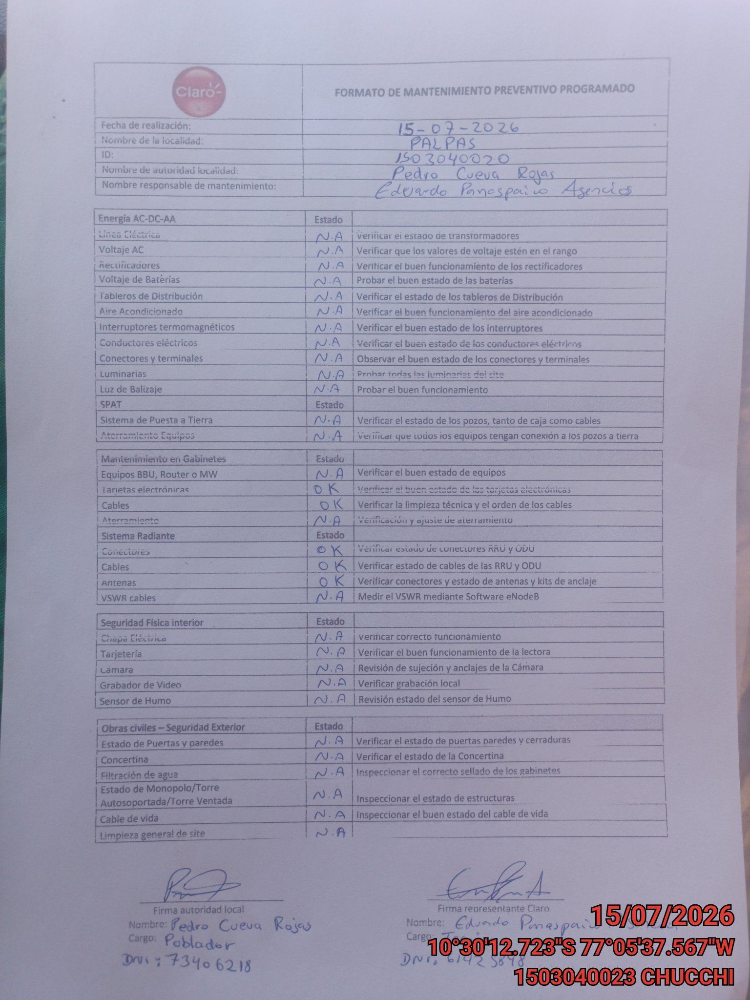 Claro-
FORMATO DE MANTENIMIENTO PREVENTIVO PROGRAMADO
Fecha de realización: 15-07-2026
Nombre de la localidad: PALPAS
ID: 1503040020
Nombre de autoridad localidad: Pedro Cueva Rojas
Nombre responsable de mantenimiento: Eduardo Panaspaico Asencios
Energía AC-DC-AA Estado
Línea Eléctrica N.A Verificar el estado de transformadores
Voltaje AC N.A Verificar que los valores de voltaje estén en el rango
Rectificadores N.A Verificar el buen funcionamiento de los rectificadores
Voltaje de Baterías N.A Probar el buen estado de las baterías
Tableros de Distribución N.A Verificar el estado de los tableros de Distribución
Aire Acondicionado N.A Verificar el buen funcionamiento del aire acondicionado
Interruptores termomagnéticos N.A Verificar el buen estado de los interruptores
Conductores eléctricos N.A Verificar el buen estado de los conductores eléctricos
Conectores y terminales N.A Observar el buen estado de los conectores y terminales
Luminarias N.A Probar todas las luminarias del site
Luz de Balizaje N.A Probar el buen funcionamiento
SPAT Estado
Sistema de Puesta a Tierra N.A Verificar el estado de los pozos, tanto de caja como cables
Aterramiento Equipos N.A Verificar que todos los equipos tengan conexión a los pozos a tierra
Mantenimiento en Gabinetes Estado
Equipos BBU, Router o MW N.A Verificar el buen estado de equipos
Tarjetas electrónicas OK Verificar el buen estado de las tarjetas electrónicas
Cables OK Verificar la limpieza técnica y el orden de los cables
Aterramiento N.A Verificación y ajuste de aterramiento
Sistema Radiante Estado
Conectores OK Verificar estado de conectores RRU y ODU
Cables OK Verificar estado de cables de las RRU y ODU
Antenas OK Verificar conectores y estado de antenas y kits de anclaje
VSWR cables N.A Medir el VSWR mediante Software eNodeB
Seguridad Física interior Estado
Chapa Eléctrica N.A Verificar correcto funcionamiento
Tarjetería N.A Verificar el buen funcionamiento de la lectora
Cámara N.A Revisión de sujeción y anclajes de la Cámara
Grabador de Video N.A Verificar grabación local
Sensor de Humo N.A Revisión estado del sensor de Humo
Obras civiles – Seguridad Exterior Estado
Estado de Puertas y paredes N.A Verificar el estado de puertas paredes y cerraduras
Concertina N.A Verificar el estado de la Concertina
Filtración de agua N.A Inspeccionar el correcto sellado de los gabinetes
Estado de Monopolo/Torre
Autosoportada/Torre Ventada N.A Inspeccionar el estado de estructuras
Cable de vida N.A Inspeccionar el buen estado del cable de vida
Limpieza general de site N.A
Firma autoridad local Firma representante Claro
15/07/2026
Nombre: Pedro Cueva Rojas Nombre: Eduardo Panaspaico
Cargo: Poblador Cargo:
10°30'12.723"S 77°05'37.567"W
DNI: 73406218 DNI:
1503040023 CHUCCHI